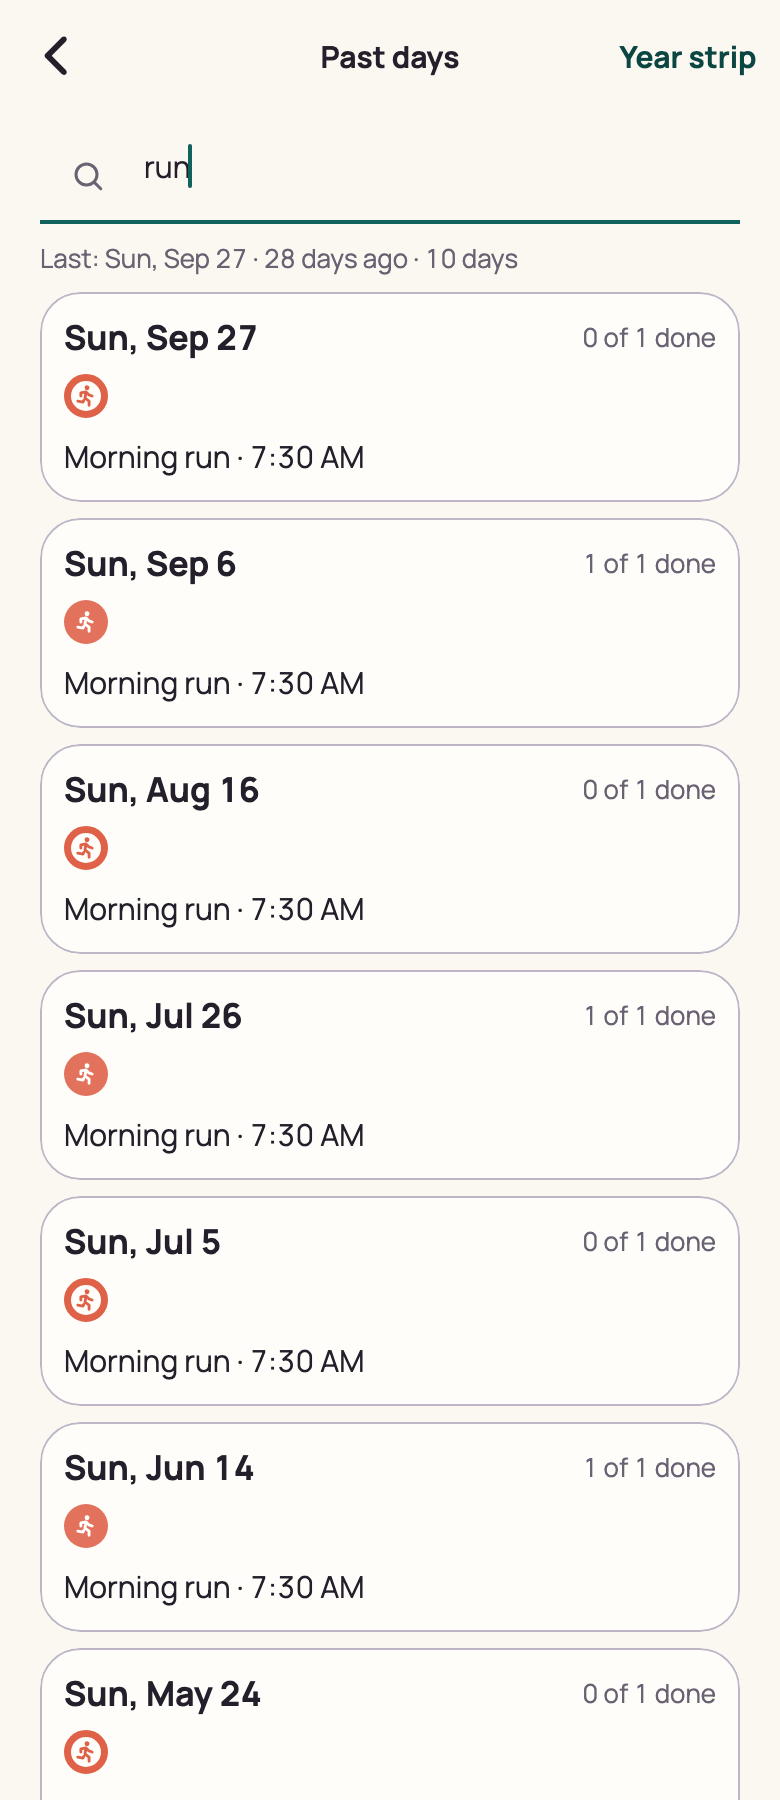 Past days
Year strip
run
Last: Sun, Sep 27 · 28 days ago · 10 days
Sun, Sep 27
0 of 1 done
Morning run · 7:30 AM
Sun, Sep 6
1 of 1 done
Morning run · 7:30 AM
Sun, Aug 16
0 of 1 done
Morning run · 7:30 AM
Sun, Jul 26
1 of 1 done
Morning run · 7:30 AM
Sun, Jul 5
0 of 1 done
Morning run · 7:30 AM
Sun, Jun 14
1 of 1 done
Morning run · 7:30 AM
Sun, May 24
0 of 1 done